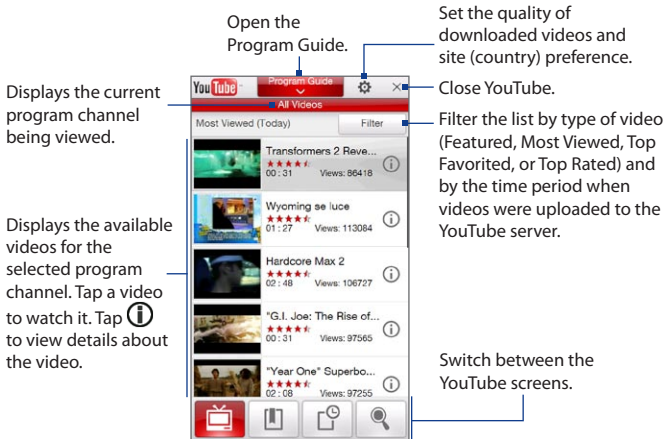 Open the
Program Guide.
Set the quality of
downloaded videos and
site (country) preference.
Displays the current
program channel
being viewed.
Close YouTube.
Filter the list by type of video
(Featured, Most Viewed, Top
Favorited, or Top Rated) and
by the time period when
videos were uploaded to the
YouTube server.
Displays the available
videos for the
selected program
channel. Tap a video
to watch it. Tap i
to view details about
the video.
Switch between the
YouTube screens.
YouTube
Program Guide
All Videos
Most Viewed (Today)
Filter
Transformers 2 Reve...
00 : 31 Views: 86418
Wyoming se luce
01 : 27 Views: 113084
Hardcore Max 2
02 : 48 Views: 106727
"G.I. Joe: The Rise of...
00 : 31 Views: 97565
"Year One" Superbo...
02 : 08 Views: 97255